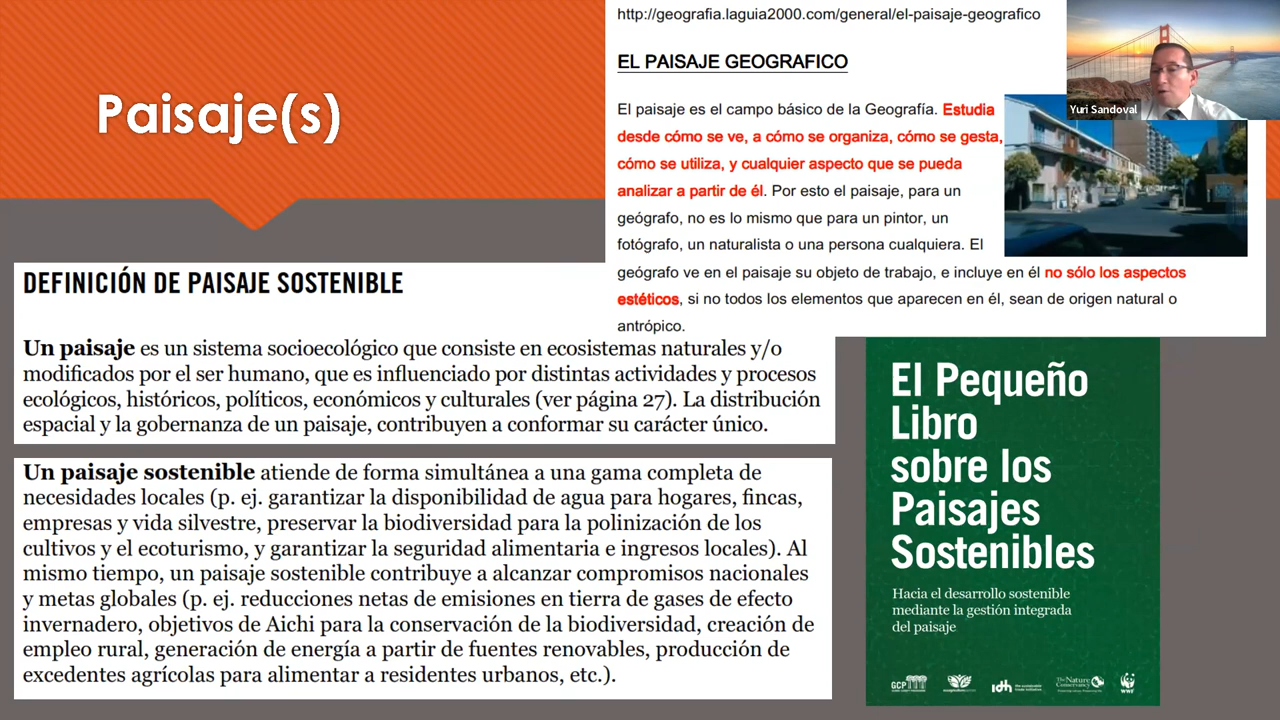 Paisaje(s)
http://geografia.laguia2000.com/general/el-paisaje-geografico
EL PAISAJE GEOGRAFICO
El paisaje es el campo básico de la Geografía. Estudia
desde cómo se ve, a cómo se organiza, cómo se gesta,
cómo se utiliza, y cualquier aspecto que se pueda
analizar a partir de él. Por esto el paisaje, para un
geógrafo, no es lo mismo que para un pintor, un
fotógrafo, un naturalista o una persona cualquiera. El
geógrafo ve en el paisaje su objeto de trabajo, e incluye en él no sólo los aspectos
estéticos, si no todos los elementos que aparecen en él, sean de origen natural o
antrópico.
Yuri Sandoval
DEFINICIÓN DE PAISAJE SOSTENIBLE
Un paisaje es un sistema socioecológico que consiste en ecosistemas naturales y/o
modificados por el ser humano, que es influenciado por distintas actividades y procesos
ecológicos, históricos, políticos, económicos y culturales (ver página 27). La distribución
espacial y la gobernanza de un paisaje, contribuyen a conformar su carácter único.
Un paisaje sostenible atiende de forma simultánea a una gama completa de
necesidades locales (p. ej. garantizar la disponibilidad de agua para hogares, fincas,
empresas y vida silvestre, preservar la biodiversidad para la polinización de los
cultivos y el ecoturismo, y garantizar la seguridad alimentaria e ingresos locales). Al
mismo tiempo, un paisaje sostenible contribuye a alcanzar compromisos nacionales
y metas globales (p. ej. reducciones netas de emisiones en tierra de gases de efecto
invernadero, objetivos de Aichi para la conservación de la biodiversidad, creación de
empleo rural, generación de energía a partir de fuentes renovables, producción de
excedentes agrícolas para alimentar a residentes urbanos, etc.).
El Pequeño
Libro
sobre los
Paisajes
Sostenibles
Hacia el desarrollo sostenible
mediante la gestión integrada
del paisaje
GCP
idh
The Nature
Conservancy
WWF